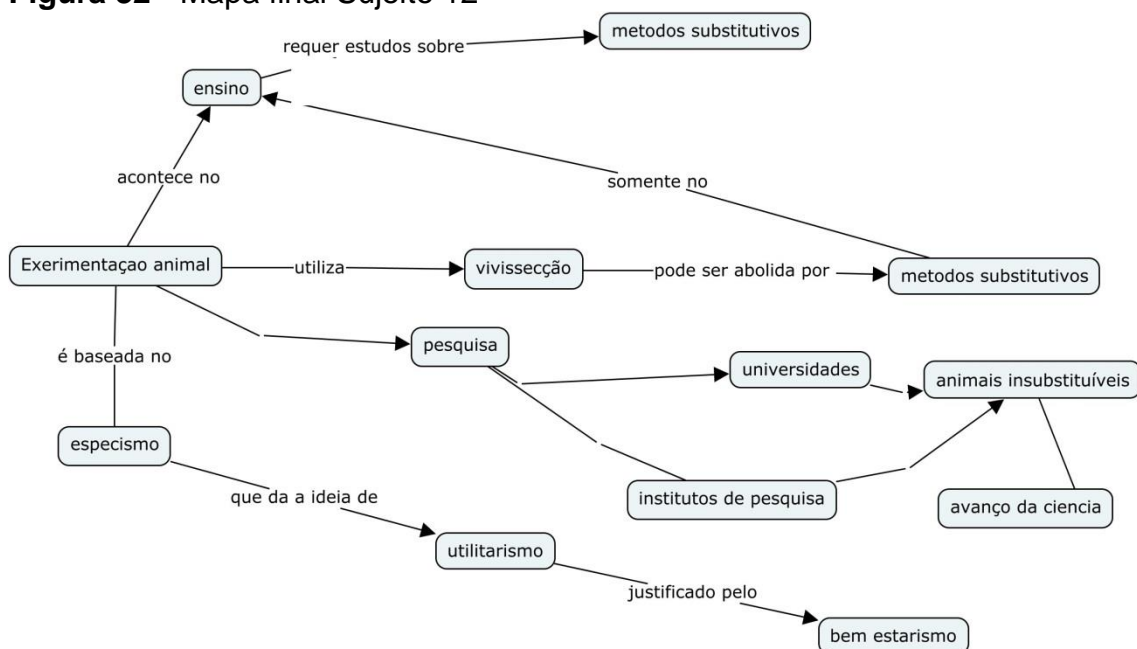 Figura - Mapa final Sujeito 12
metodos substitutivos
requer estudos sobre
ensino
acontece no
somente no
Exerimentaçao animal
utiliza
vivissecção
pode ser abolida por
metodos substitutivos
é baseada no
pesquisa
universidades
animais insubstituíveis
especismo
que da a ideia de
institutos de pesquisa
avanço da ciencia
utilitarismo
justificado pelo
bem estarismo